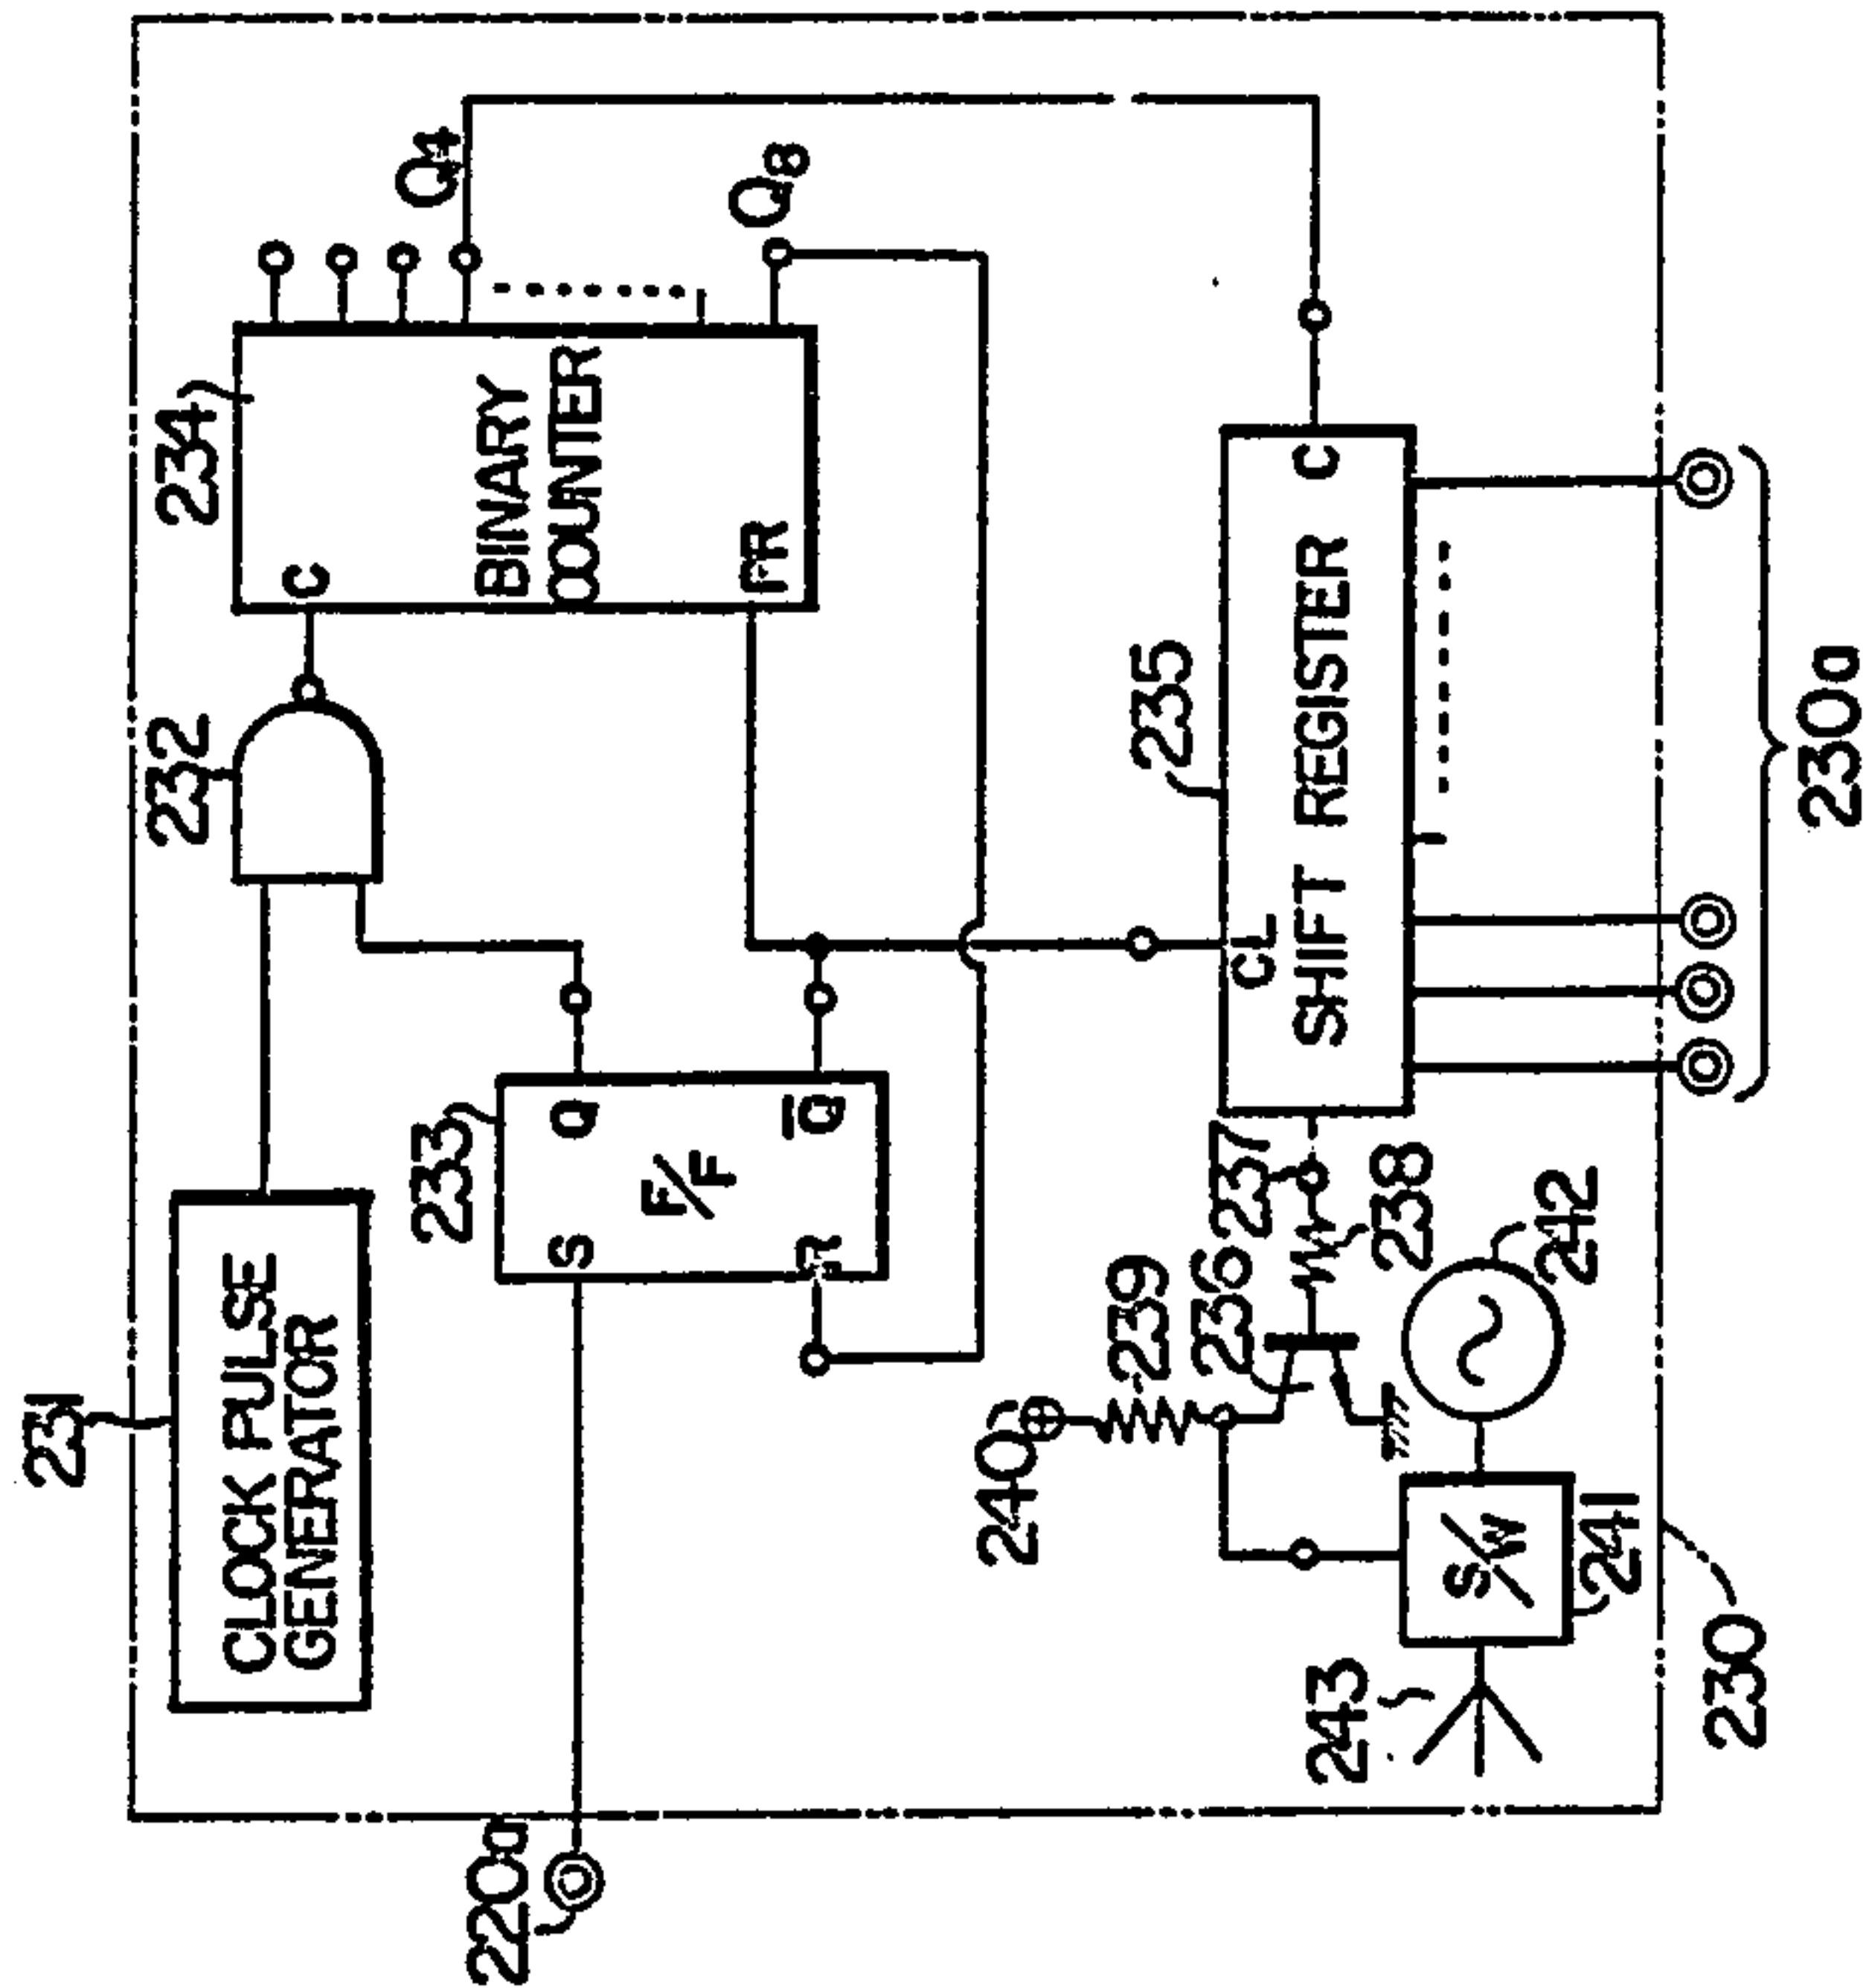 231
CLOCK PULSE
GENERATOR
232
234
C
BINARY
COUNTER
R
Q4
Q8
220a
233
S
Q
F/F
R
Q̅
235
CL
SHIFT REGISTER
C
240
239
236
237
238
242
241
S/W
243
230
230a